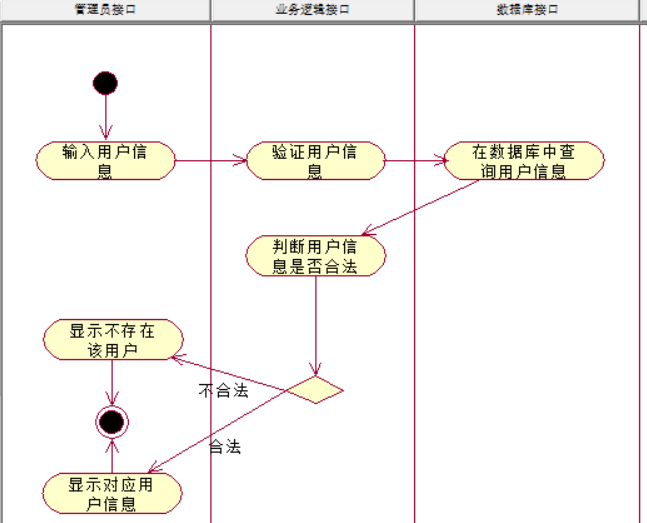 管理员接口
业务逻辑接口
数据库接口
输入用户信
息
验证用户信
息
在数据库中查
询用户信息
判断用户信
息是否合法
显示不存在
该用户
不合法
合法
显示对应用
户信息